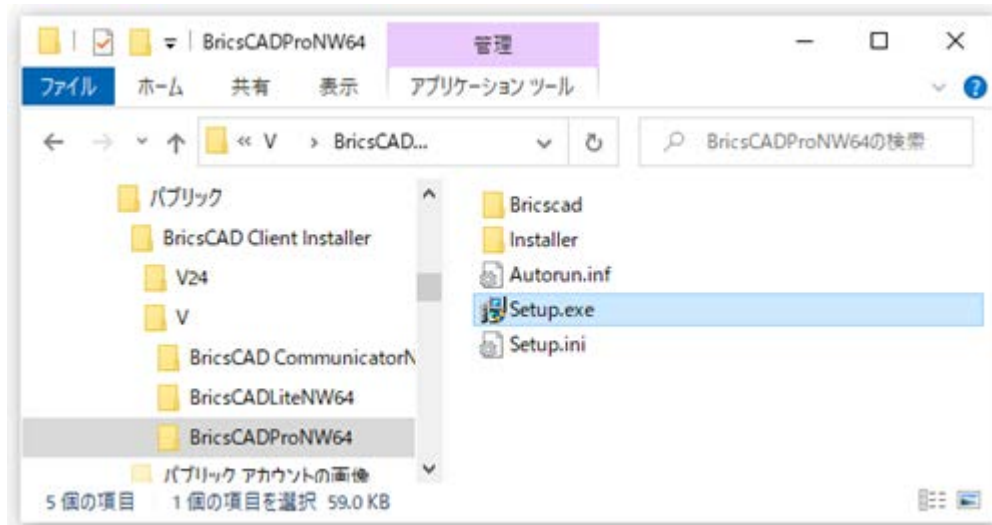 BricsCADProNW64
管理
ファイル ホーム 共有 表示 アプリケーション ツール
« V › BricsCAD...
BricsCADProNW64の検索
パブリック
BricsCAD Client Installer
V24
V
BricsCAD CommunicatorN
BricsCADLiteNW64
BricsCADProNW64
パブリック アカウントの画像
Bricscad
Installer
Autorun.inf
Setup.exe
Setup.ini
5 個の項目 1 個の項目を選択 59.0 KB